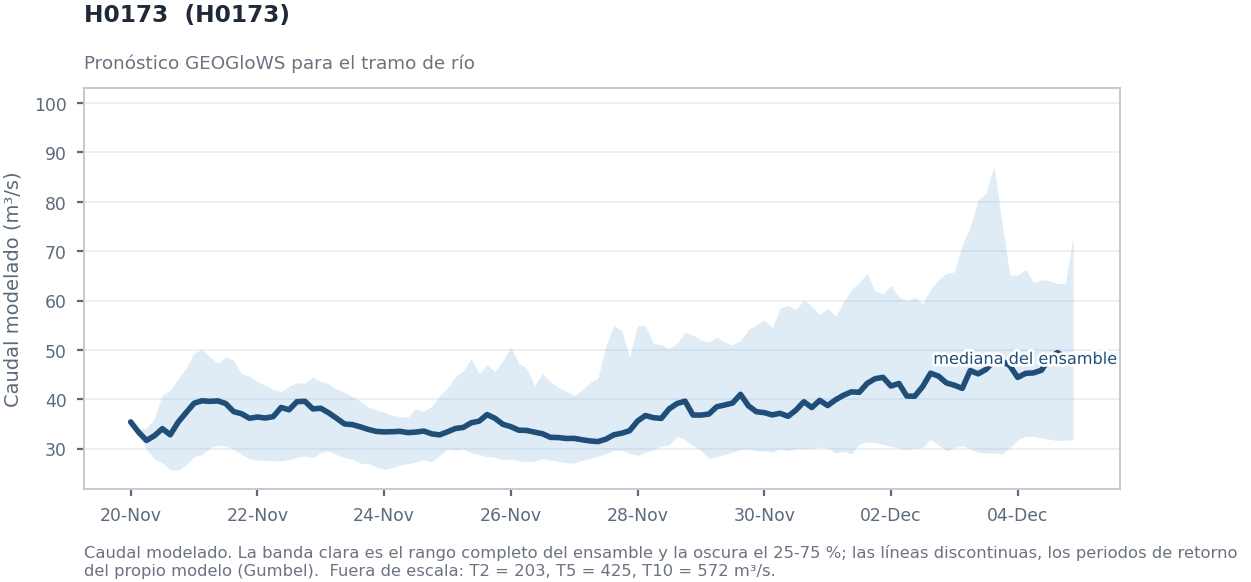 H0173  (H0173)
Pronóstico GEOGloWS para el tramo de río
Caudal modelado (m³/s)
100
90
80
70
60
50
40
30
mediana del ensamble
20-Nov
22-Nov
24-Nov
26-Nov
28-Nov
30-Nov
02-Dec
04-Dec
Caudal modelado. La banda clara es el rango completo del ensamble y la oscura el 25-75 %; las líneas discontinuas, los periodos de retorno
del propio modelo (Gumbel).  Fuera de escala: T2 = 203, T5 = 425, T10 = 572 m³/s.